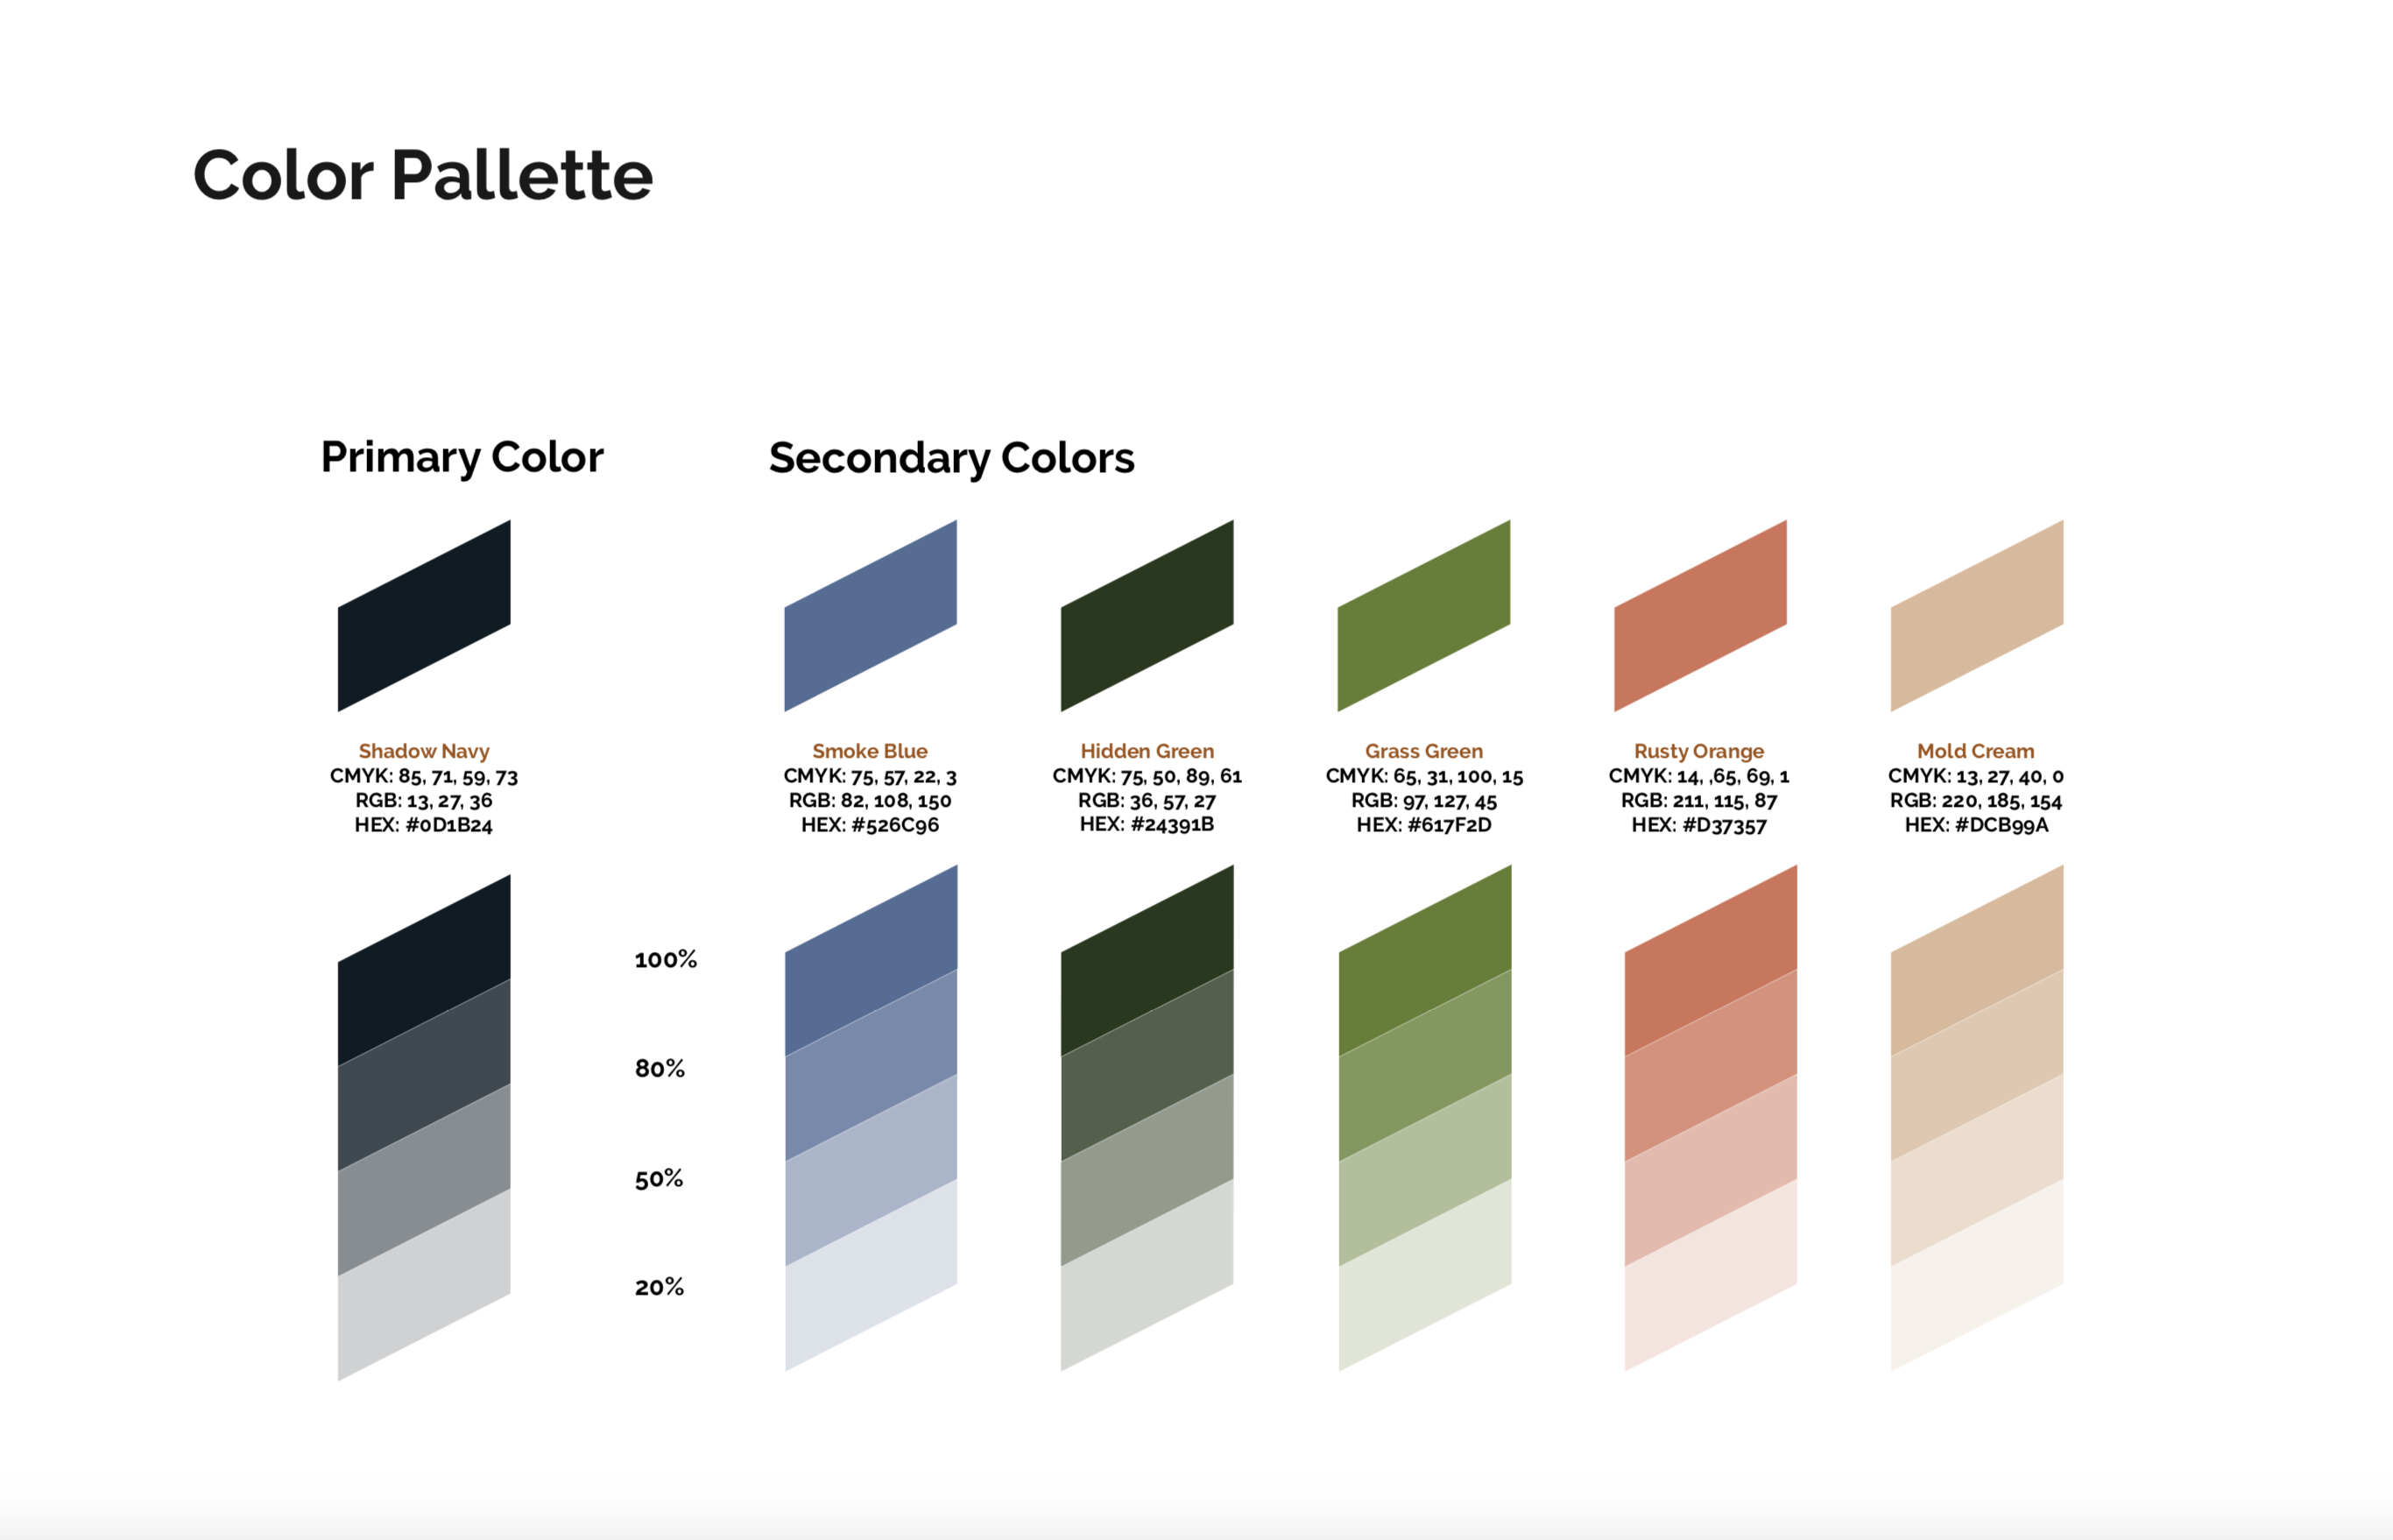 Color Pallette
Primary Color
Secondary Colors
Shadow Navy
CMYK: 85, 71, 59, 73
RGB: 13, 27, 36
HEX: #0D1B24
Smoke Blue
CMYK: 75, 57, 22, 3
RGB: 82, 108, 150
HEX: #526C96
Hidden Green
CMYK: 75, 50, 89, 61
RGB: 36, 57, 27
HEX: #24391B
Grass Green
CMYK: 65, 31, 100, 15
RGB: 97, 127, 45
HEX: #617F2D
Rusty Orange
CMYK: 14, ,65, 69, 1
RGB: 211, 115, 87
HEX: #D37357
Mold Cream
CMYK: 13, 27, 40, 0
RGB: 220, 185, 154
HEX: #DCB99A
100%
80%
50%
20%